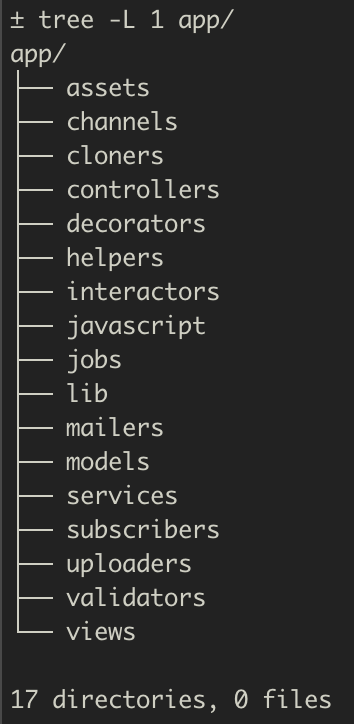 ± tree -L 1 app/
app/
├── assets
├── channels
├── cloners
├── controllers
├── decorators
├── helpers
├── interactors
├── javascript
├── jobs
├── lib
├── mailers
├── models
├── services
├── subscribers
├── uploaders
├── validators
└── views

17 directories, 0 files